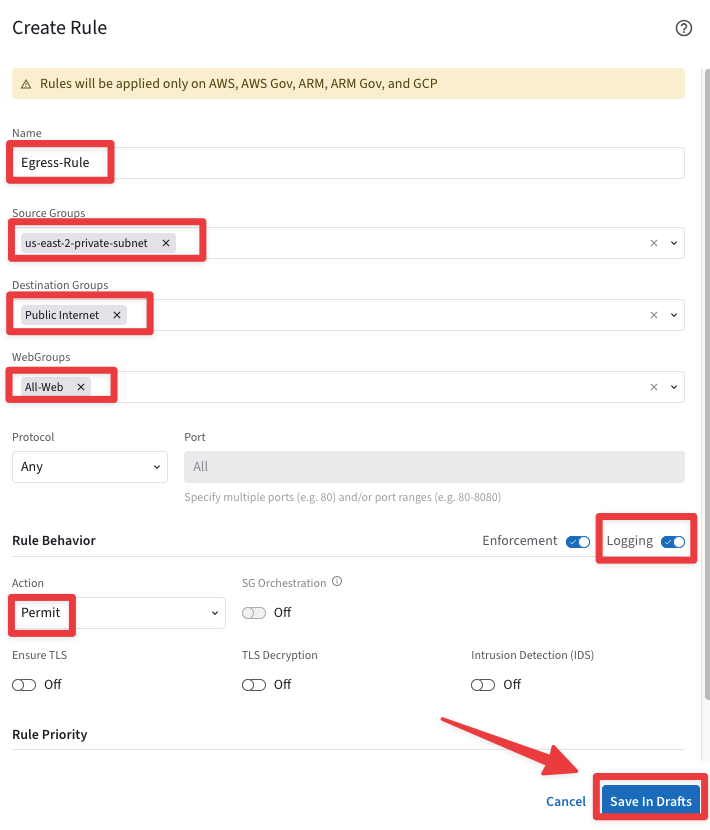 Create Rule
Rules will be applied only on AWS, AWS Gov, ARM, ARM Gov, and GCP
Name
Egress-Rule
Source Groups
us-east-2-private-subnet
Destination Groups
Public Internet
WebGroups
All-Web
Protocol Port
Any All
Specify multiple ports (e.g. 80) and/or port ranges (e.g. 80-8080)
Rule Behavior Enforcement Logging
Action SG Orchestration
Permit Off
Ensure TLS TLS Decryption Intrusion Detection (IDS)
Off Off Off
Rule Priority
Cancel Save In Drafts